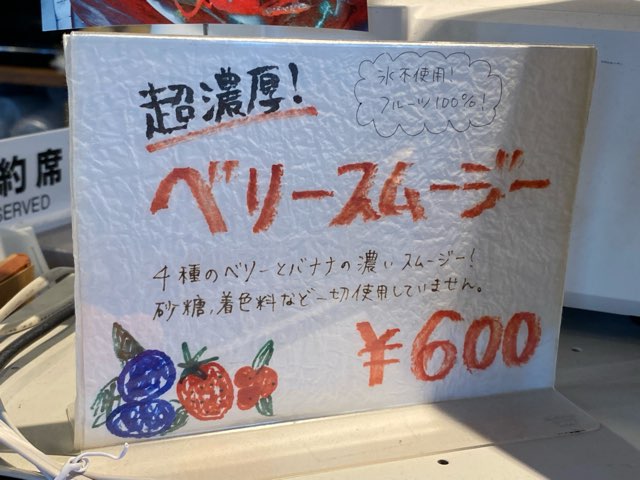 超濃厚!
氷不使用!
フルーツ100%!
ベリースムージー
4種のベリーとバナナの濃いスムージー!
砂糖,着色料など一切使用していません。
¥600
約席
SERVED